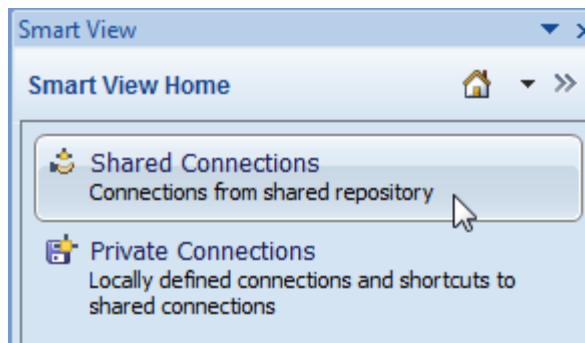 Smart View
Smart View Home
Shared Connections
Connections from shared repository
Private Connections
Locally defined connections and shortcuts to
shared connections